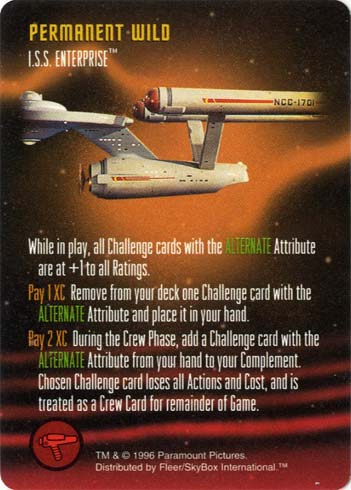 PERMANENT WILD
I.S.S. ENTERPRISE™
NCC-1701
While in play, all Challenge cards with the ALTERNATE Attribute
are at +1 to all Ratings.
Pay 1 XC Remove from your deck one Challenge card with the
ALTERNATE Attribute and place it in your hand.
Pay 2 XC During the Crew Phase, add a Challenge card with the
ALTERNATE Attribute from your hand to your Complement.
Chosen Challenge card loses all Actions and Cost, and is
treated as a Crew Card for remainder of Game.
TM & © 1996 Paramount Pictures.
Distributed by Fleer/SkyBox International.™